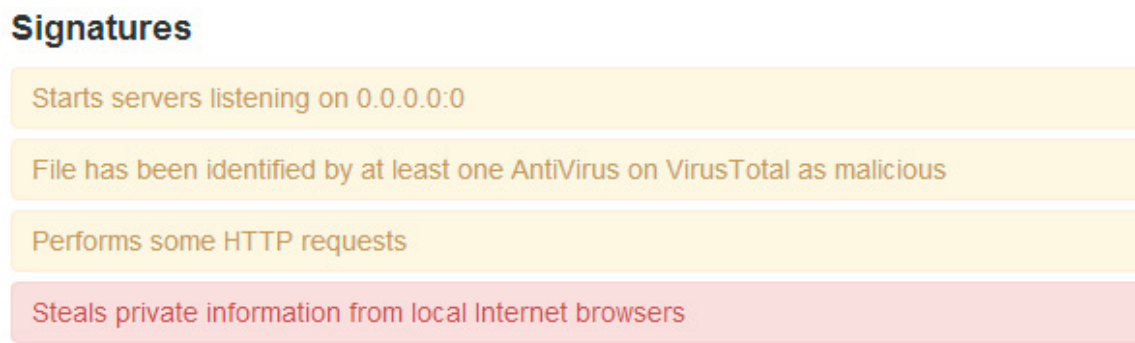 Signatures
Starts servers listening on 0.0.0.0:0
File has been identified by at least one AntiVirus on VirusTotal as malicious
Performs some HTTP requests
Steals private information from local Internet browsers